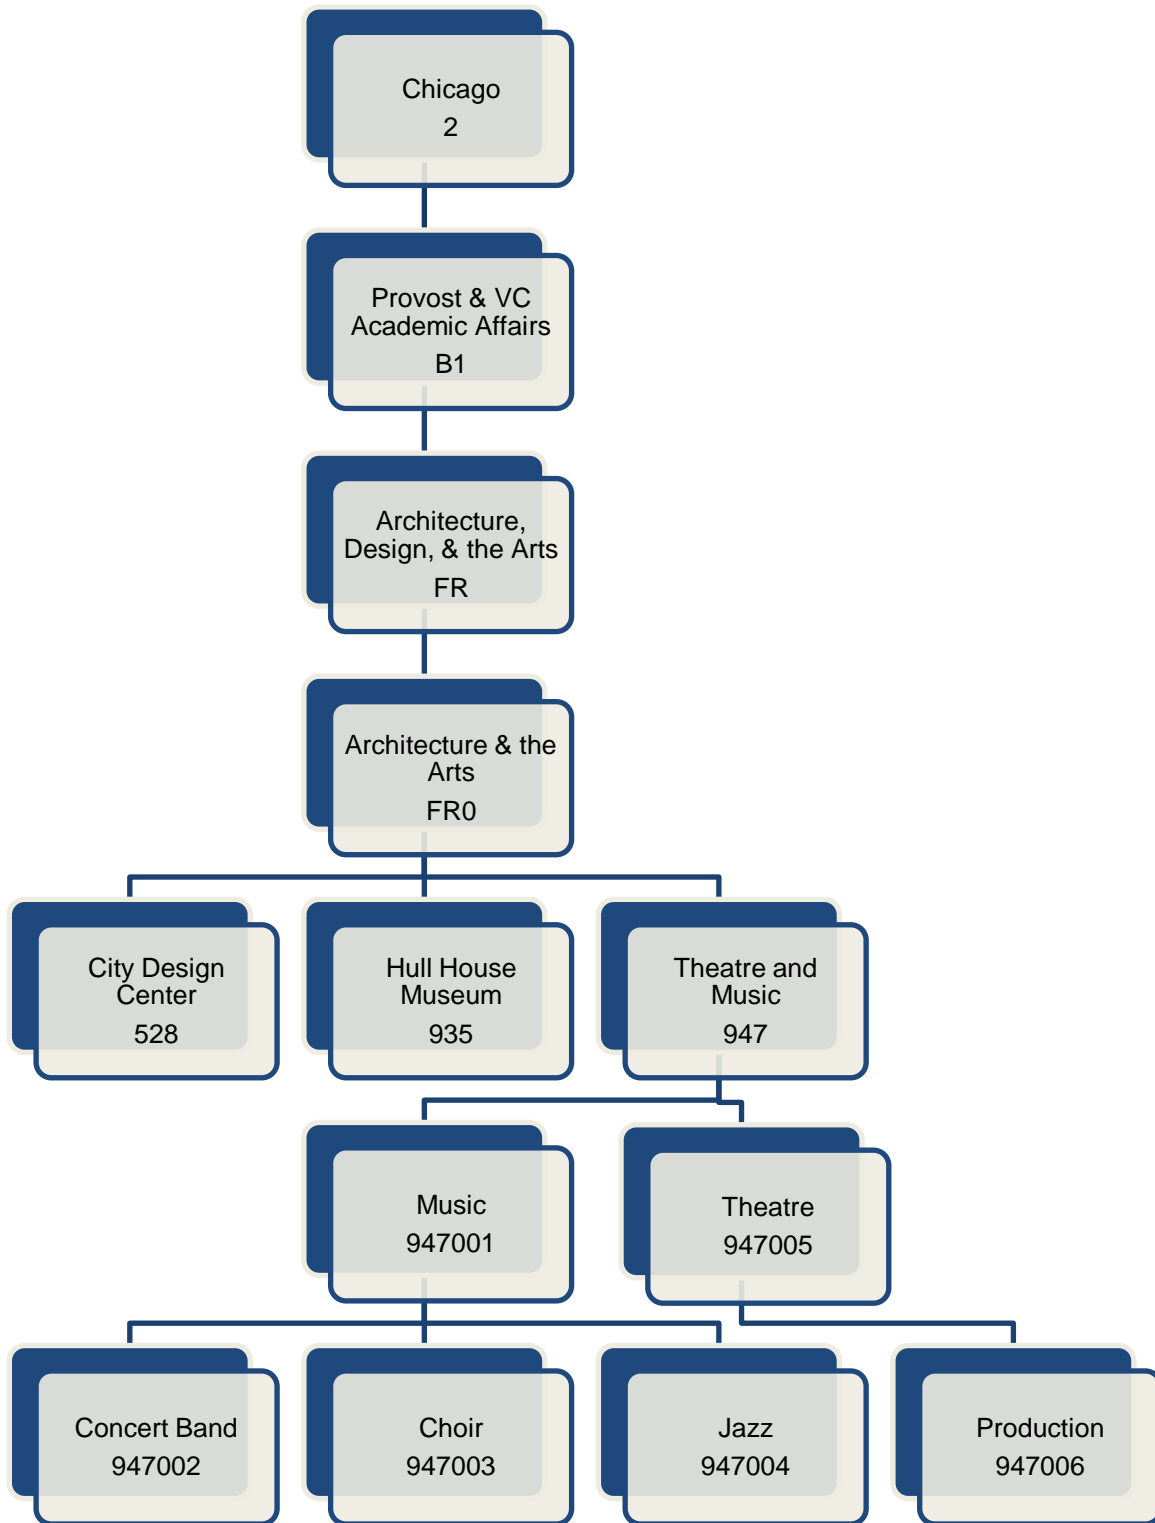 Chicago
2
Provost & VC
Academic Affairs
B1
Architecture,
Design, & the Arts
FR
Architecture & the
Arts
FR0
City Design
Center
528
Hull House
Museum
935
Theatre and
Music
947
Music
947001
Theatre
947005
Concert Band
947002
Choir
947003
Jazz
947004
Production
947006